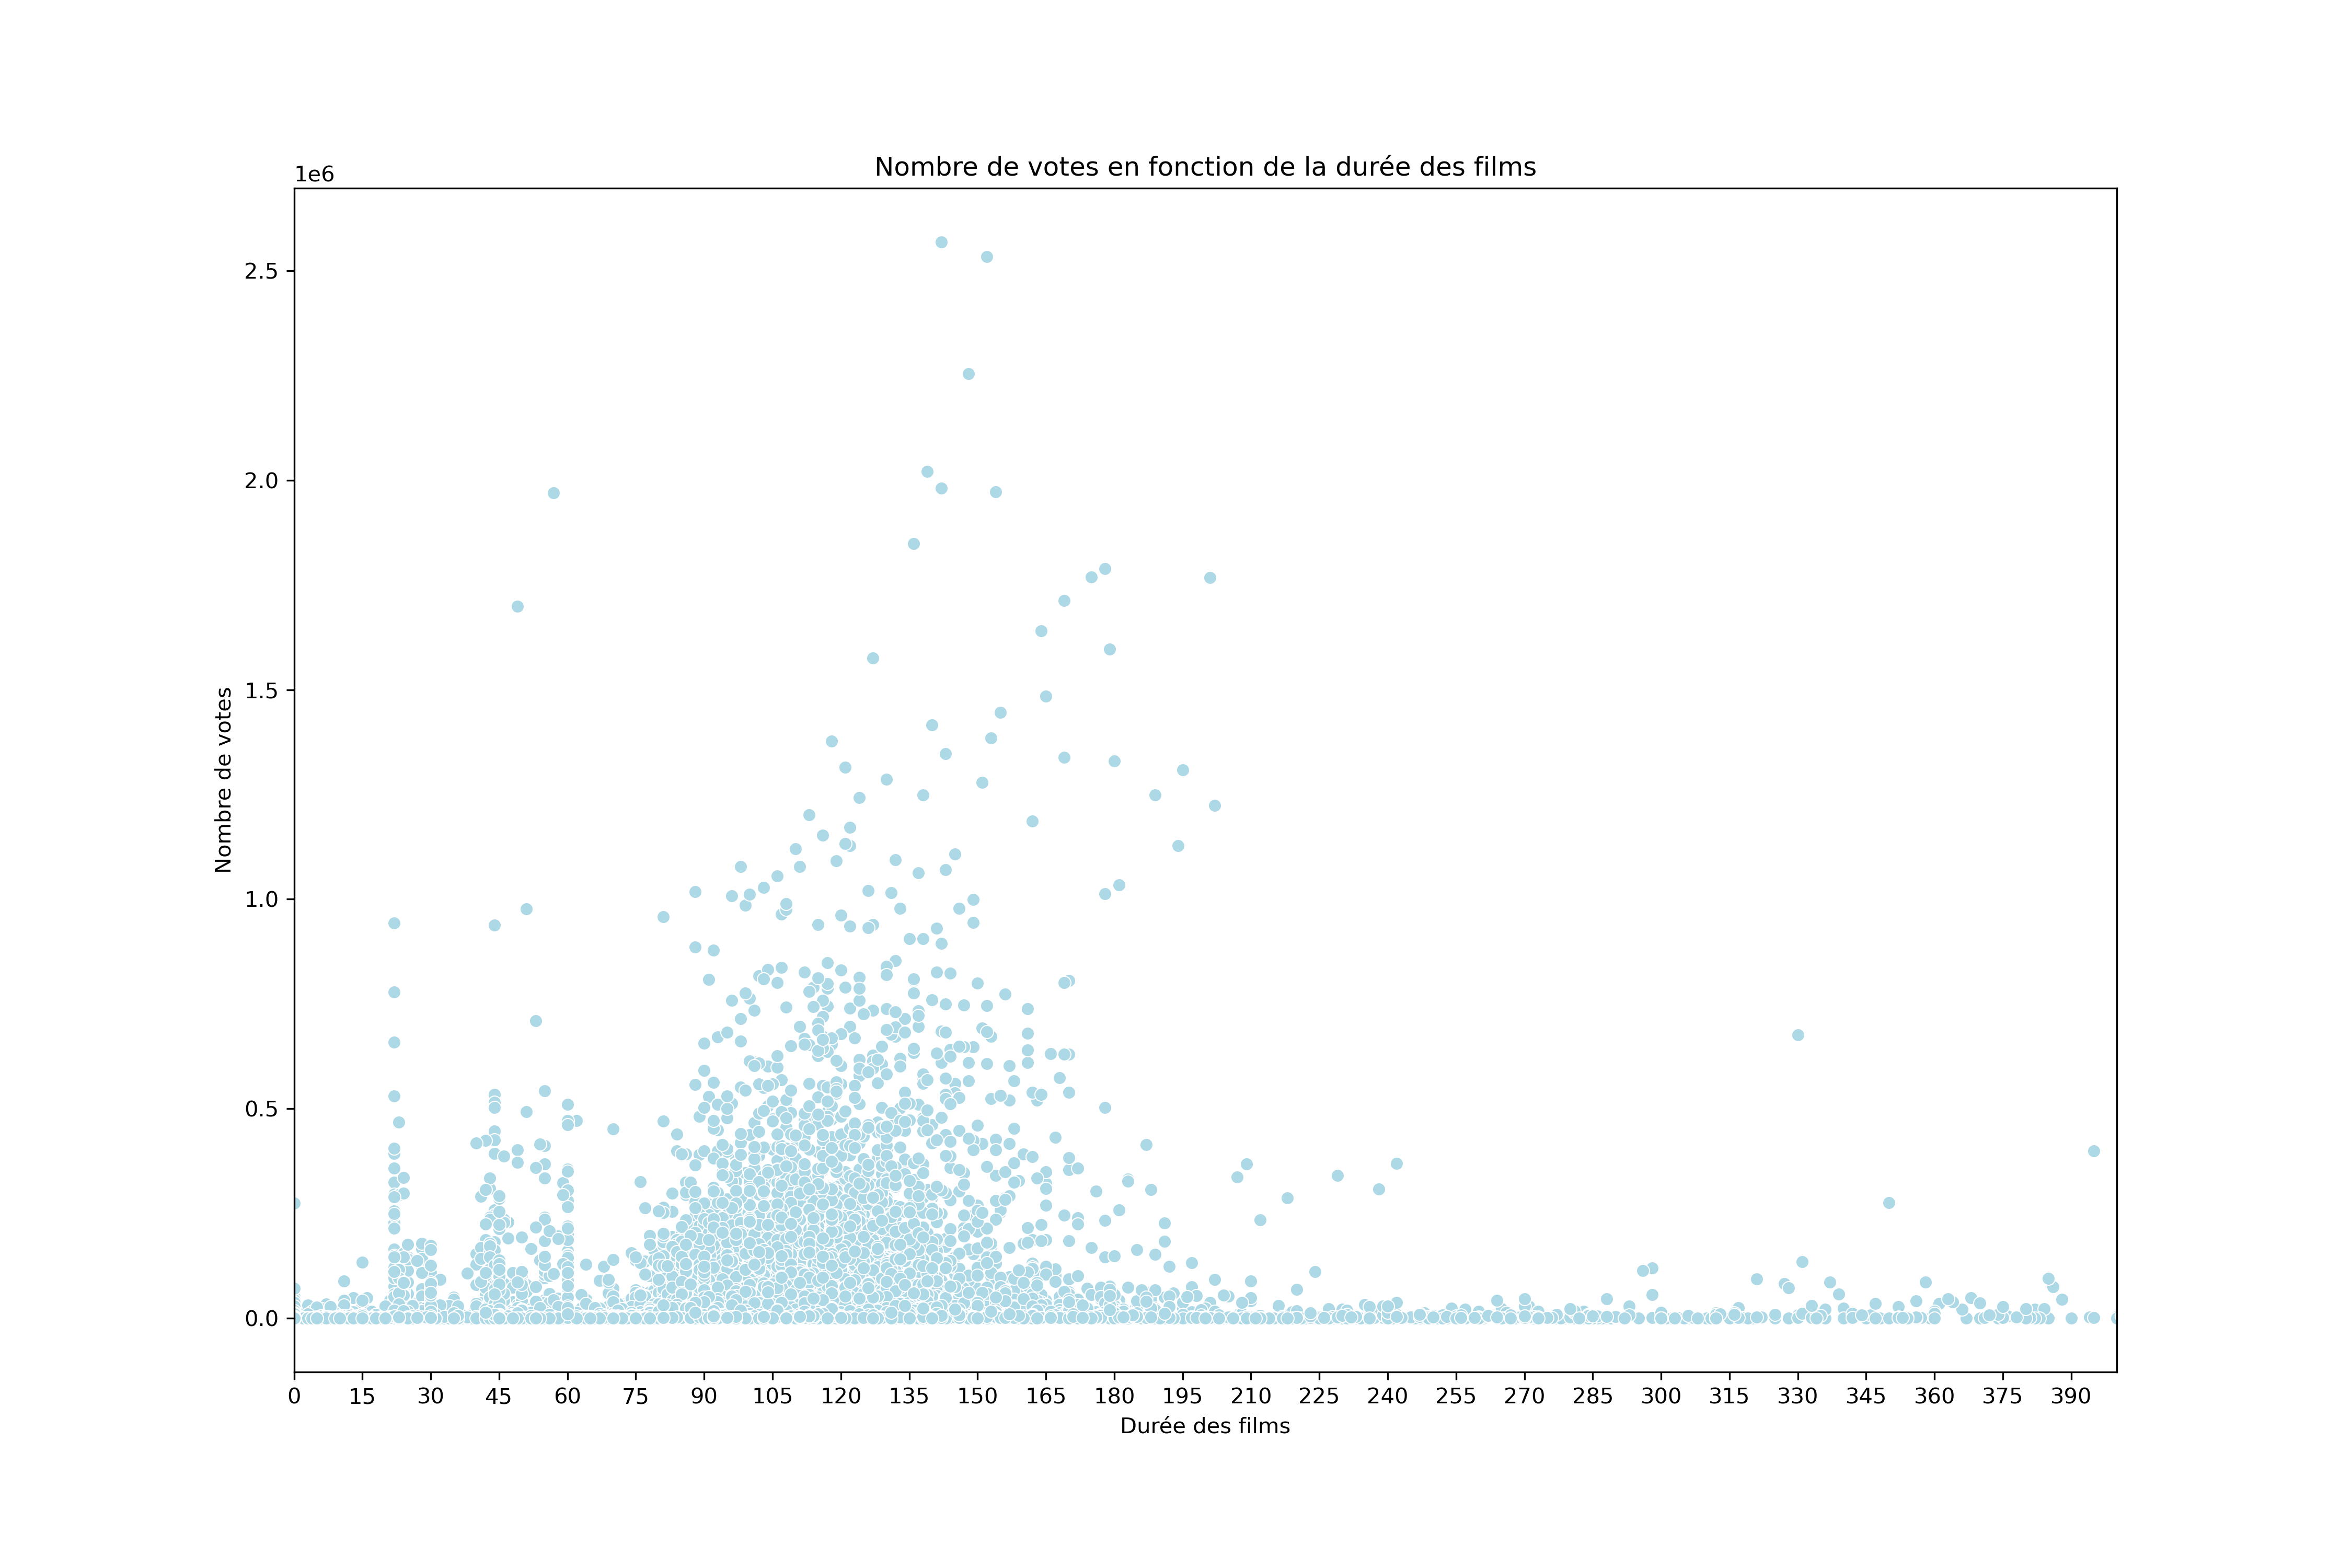 Nombre de votes en fonction de la durée des films
1e6
2.5
2.0
1.5
1.0
0.5
0.0
Nombre de votes
0 15 30 45 60 75 90 105 120 135 150 165 180 195 210 225 240 255 270 285 300 315 330 345 360 375 390
Durée des films